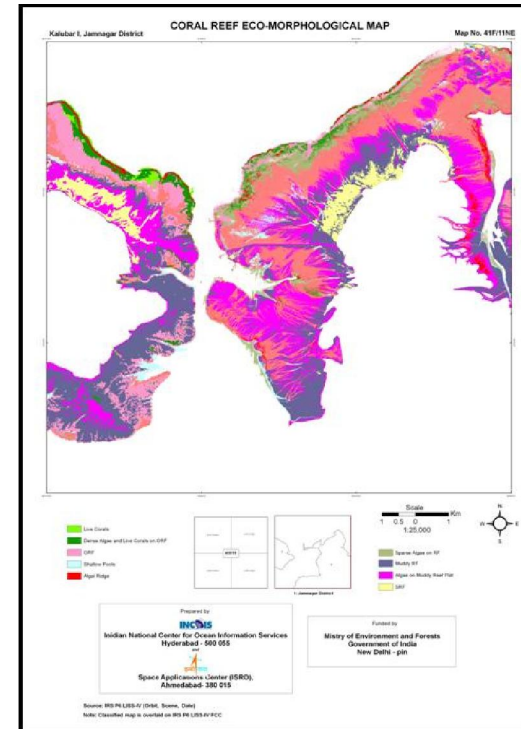 CORAL REEF ECO-MORPHOLOGICAL MAP
Kalubar I, Jamnagar District
Map No. 41F/11NE
Live Corals
Dense Algae and Live Corals on ORF
ORF
Shallow Pools
Algal Ridge
I: Jamnagar District
Scale
1 0.5 0 1 Km
1:25,000
N
W E
S
Sparse Algae on RF
Muddy RF
Algae on Muddy Reef Flat
SRF
Prepared by
INCOIS
Inidian National Center for Ocean Information Services
Hyderabad - 500 055
and
Space Applications Center (ISRO),
Ahmedabad- 380 015
Funded by
Mistry of Environment and Forests
Government of India
New Delhi - pin
Source: IRS P6 LISS-IV (Orbit, Scene, Date)
Note: Classified map is overlaid on IRS P6 LISS-IV FCC